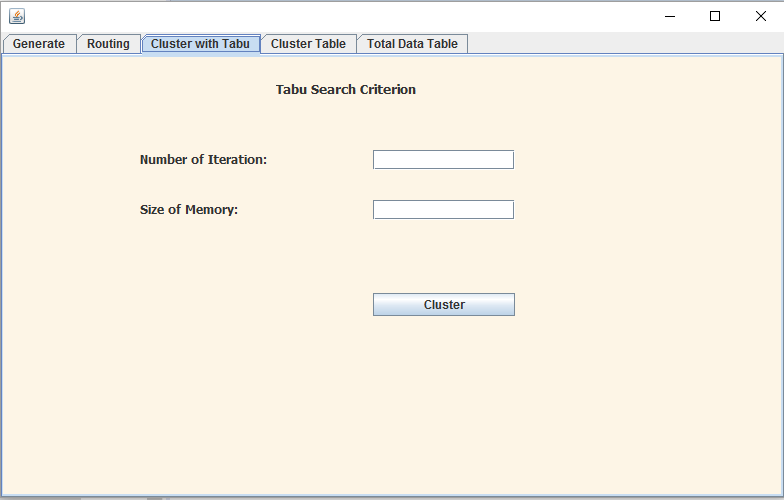 Generate Routing Cluster with Tabu Cluster Table Total Data Table
Tabu Search Criterion
Number of Iteration:
Size of Memory:
Cluster